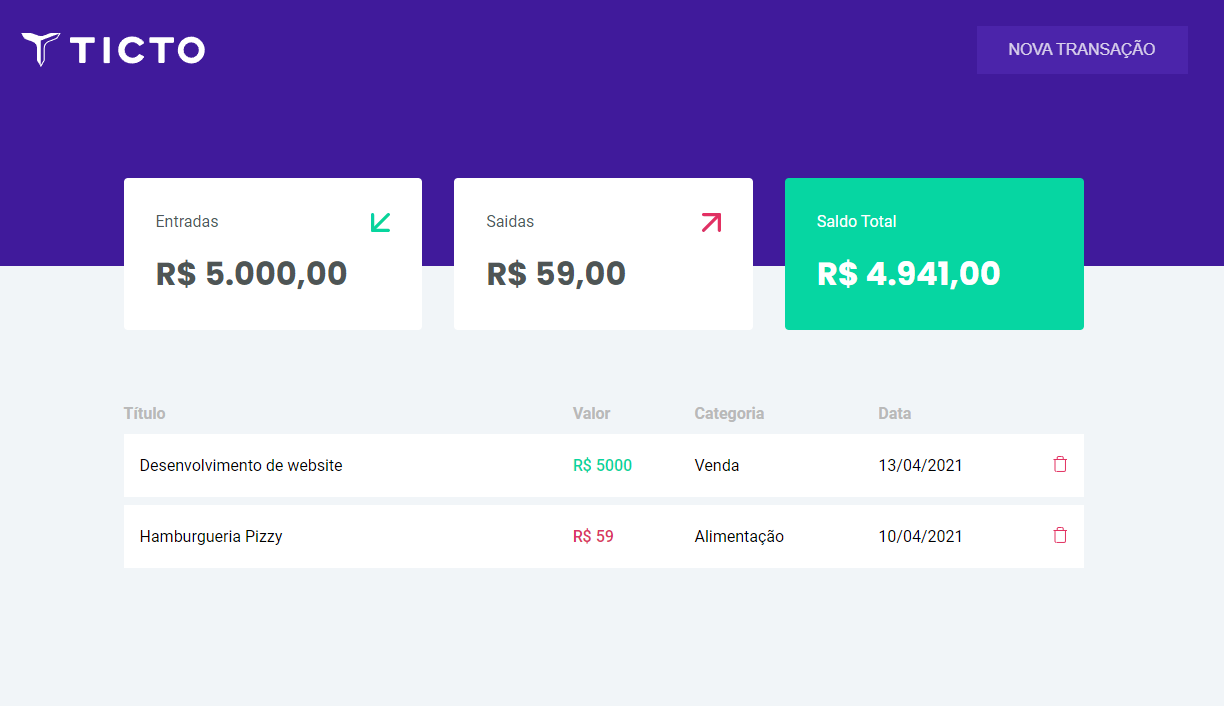 TICTO
NOVA TRANSAÇÃO
Entradas
R$ 5.000,00
Saidas
R$ 59,00
Saldo Total
R$ 4.941,00
Título Valor Categoria Data
Desenvolvimento de website R$ 5000 Venda 13/04/2021
Hamburgueria Pizzy R$ 59 Alimentação 10/04/2021